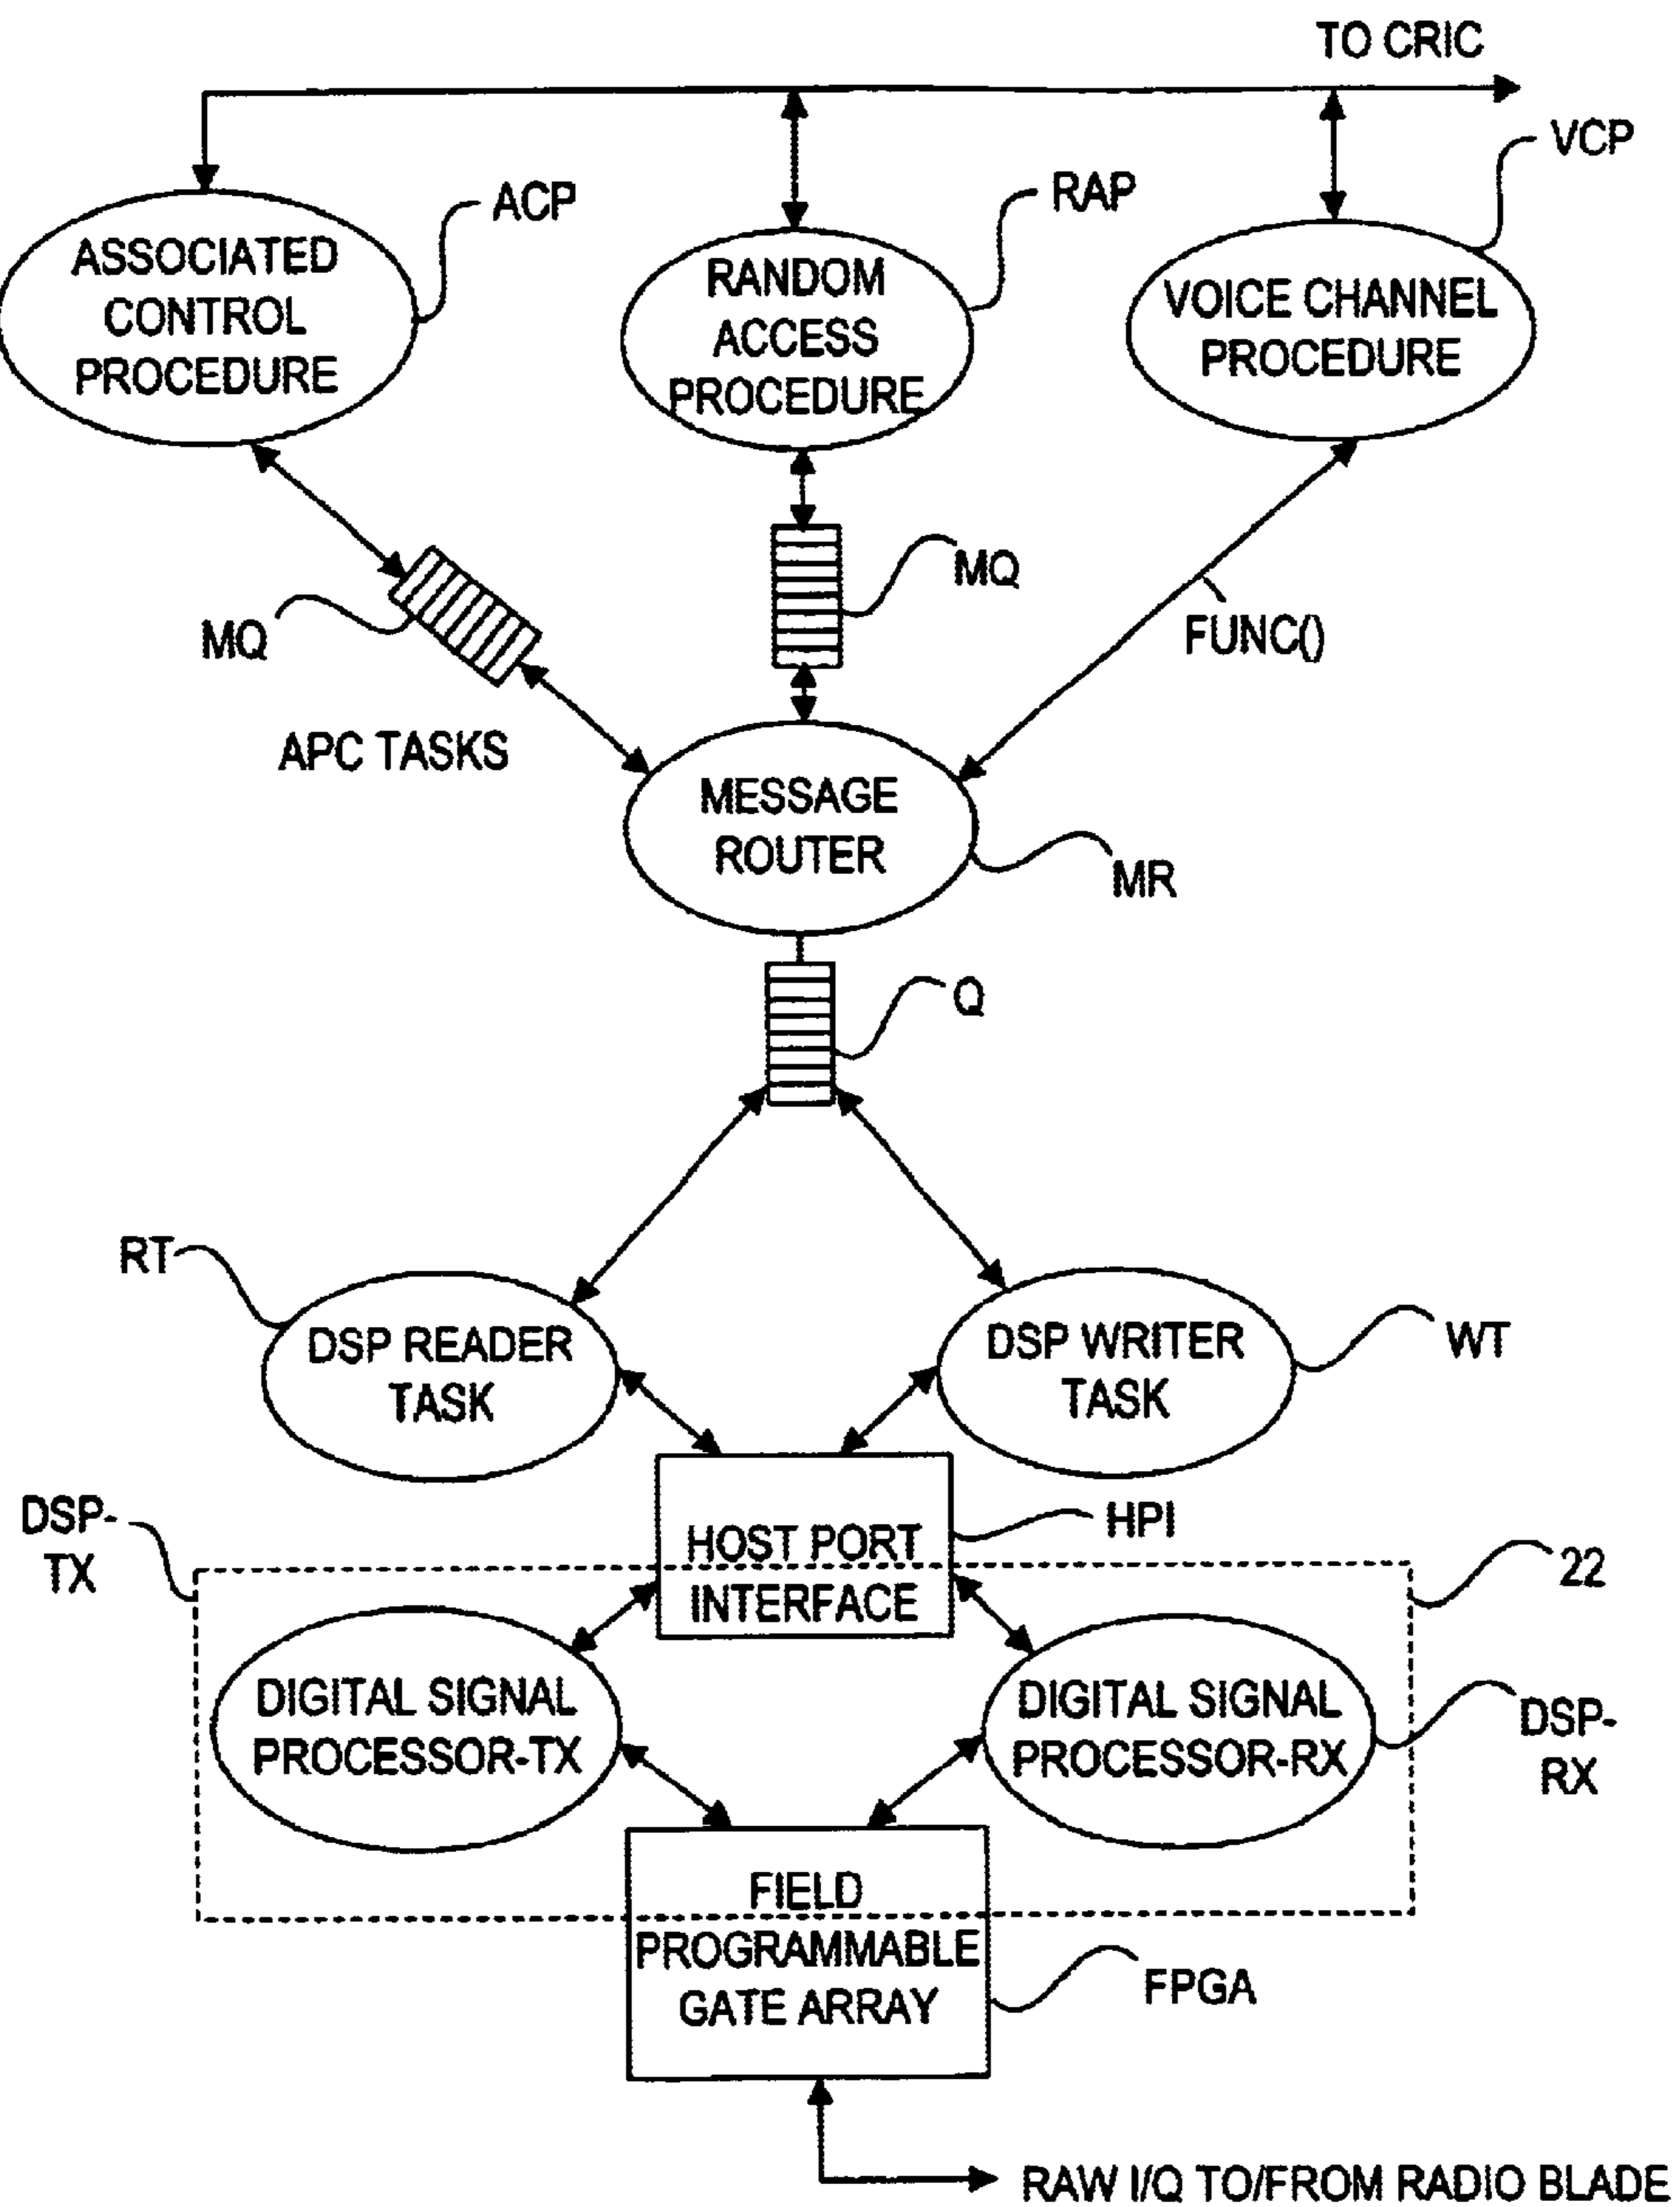 TO CRIC
VCP
ACP
RAP
ASSOCIATED
CONTROL
PROCEDURE
RANDOM
ACCESS
PROCEDURE
VOICE CHANNEL
PROCEDURE
MQ
MQ
FUNC()
APC TASKS
MESSAGE
ROUTER
MR
Q
RT
DSP READER
TASK
DSP WRITER
TASK
WT
DSP-
TX
HOST PORT
INTERFACE
HPI
22
DIGITAL SIGNAL
PROCESSOR-TX
DIGITAL SIGNAL
PROCESSOR-RX
DSP-
RX
FIELD
PROGRAMMABLE
GATE ARRAY
FPGA
RAW I/Q TO/FROM RADIO BLADE